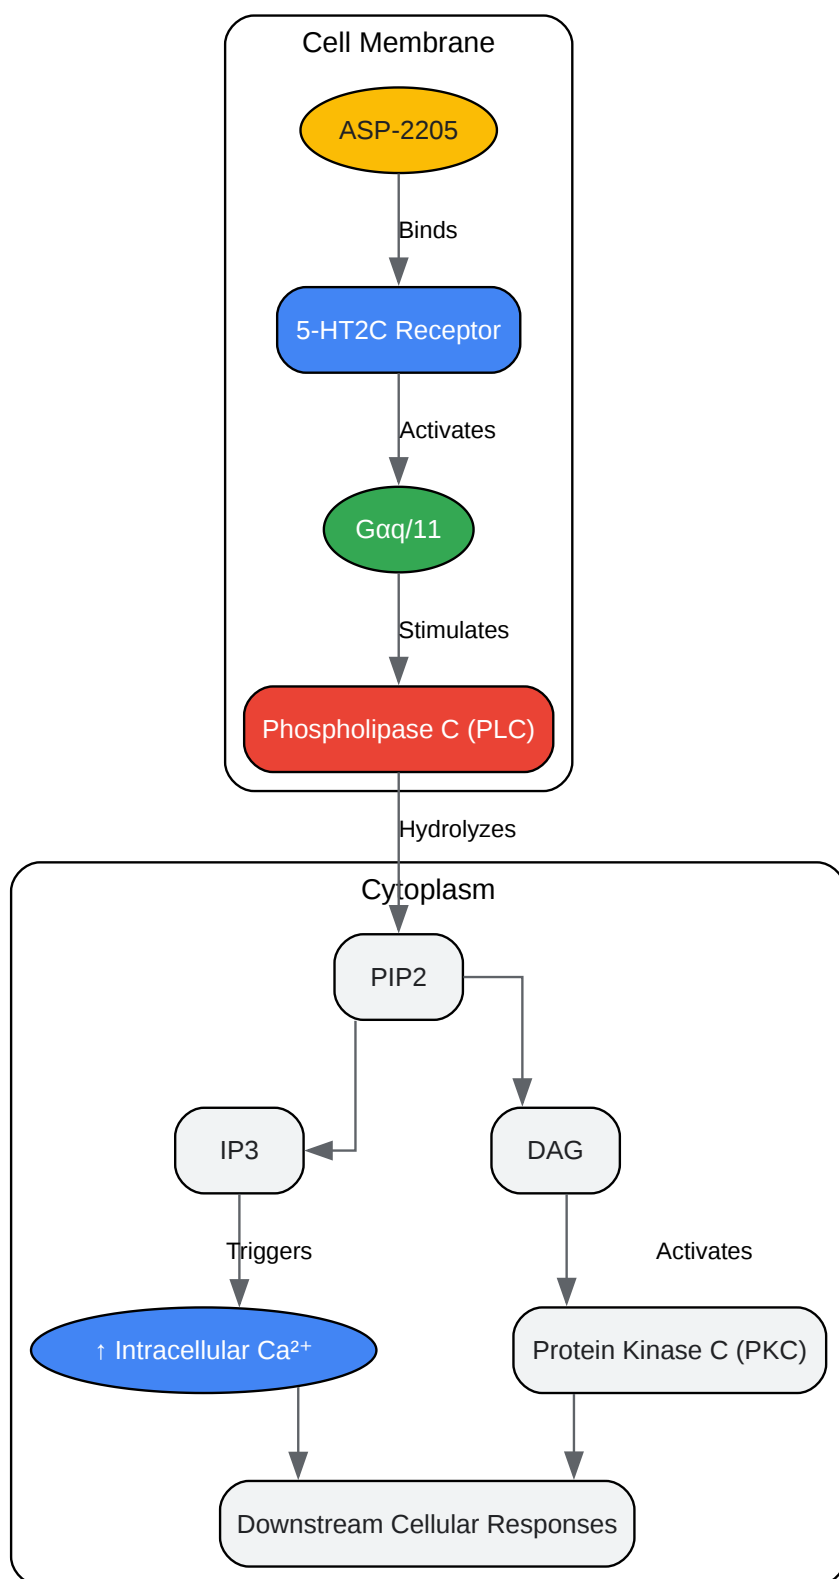 Cell Membrane
ASP-2205
Binds
5-HT2C Receptor
Activates
Gαq/11
Stimulates
Phospholipase C (PLC)
Hydrolyzes
Cytoplasm
PIP2
IP3
DAG
Triggers
Activates
↑ Intracellular Ca²⁺
Protein Kinase C (PKC)
Downstream Cellular Responses